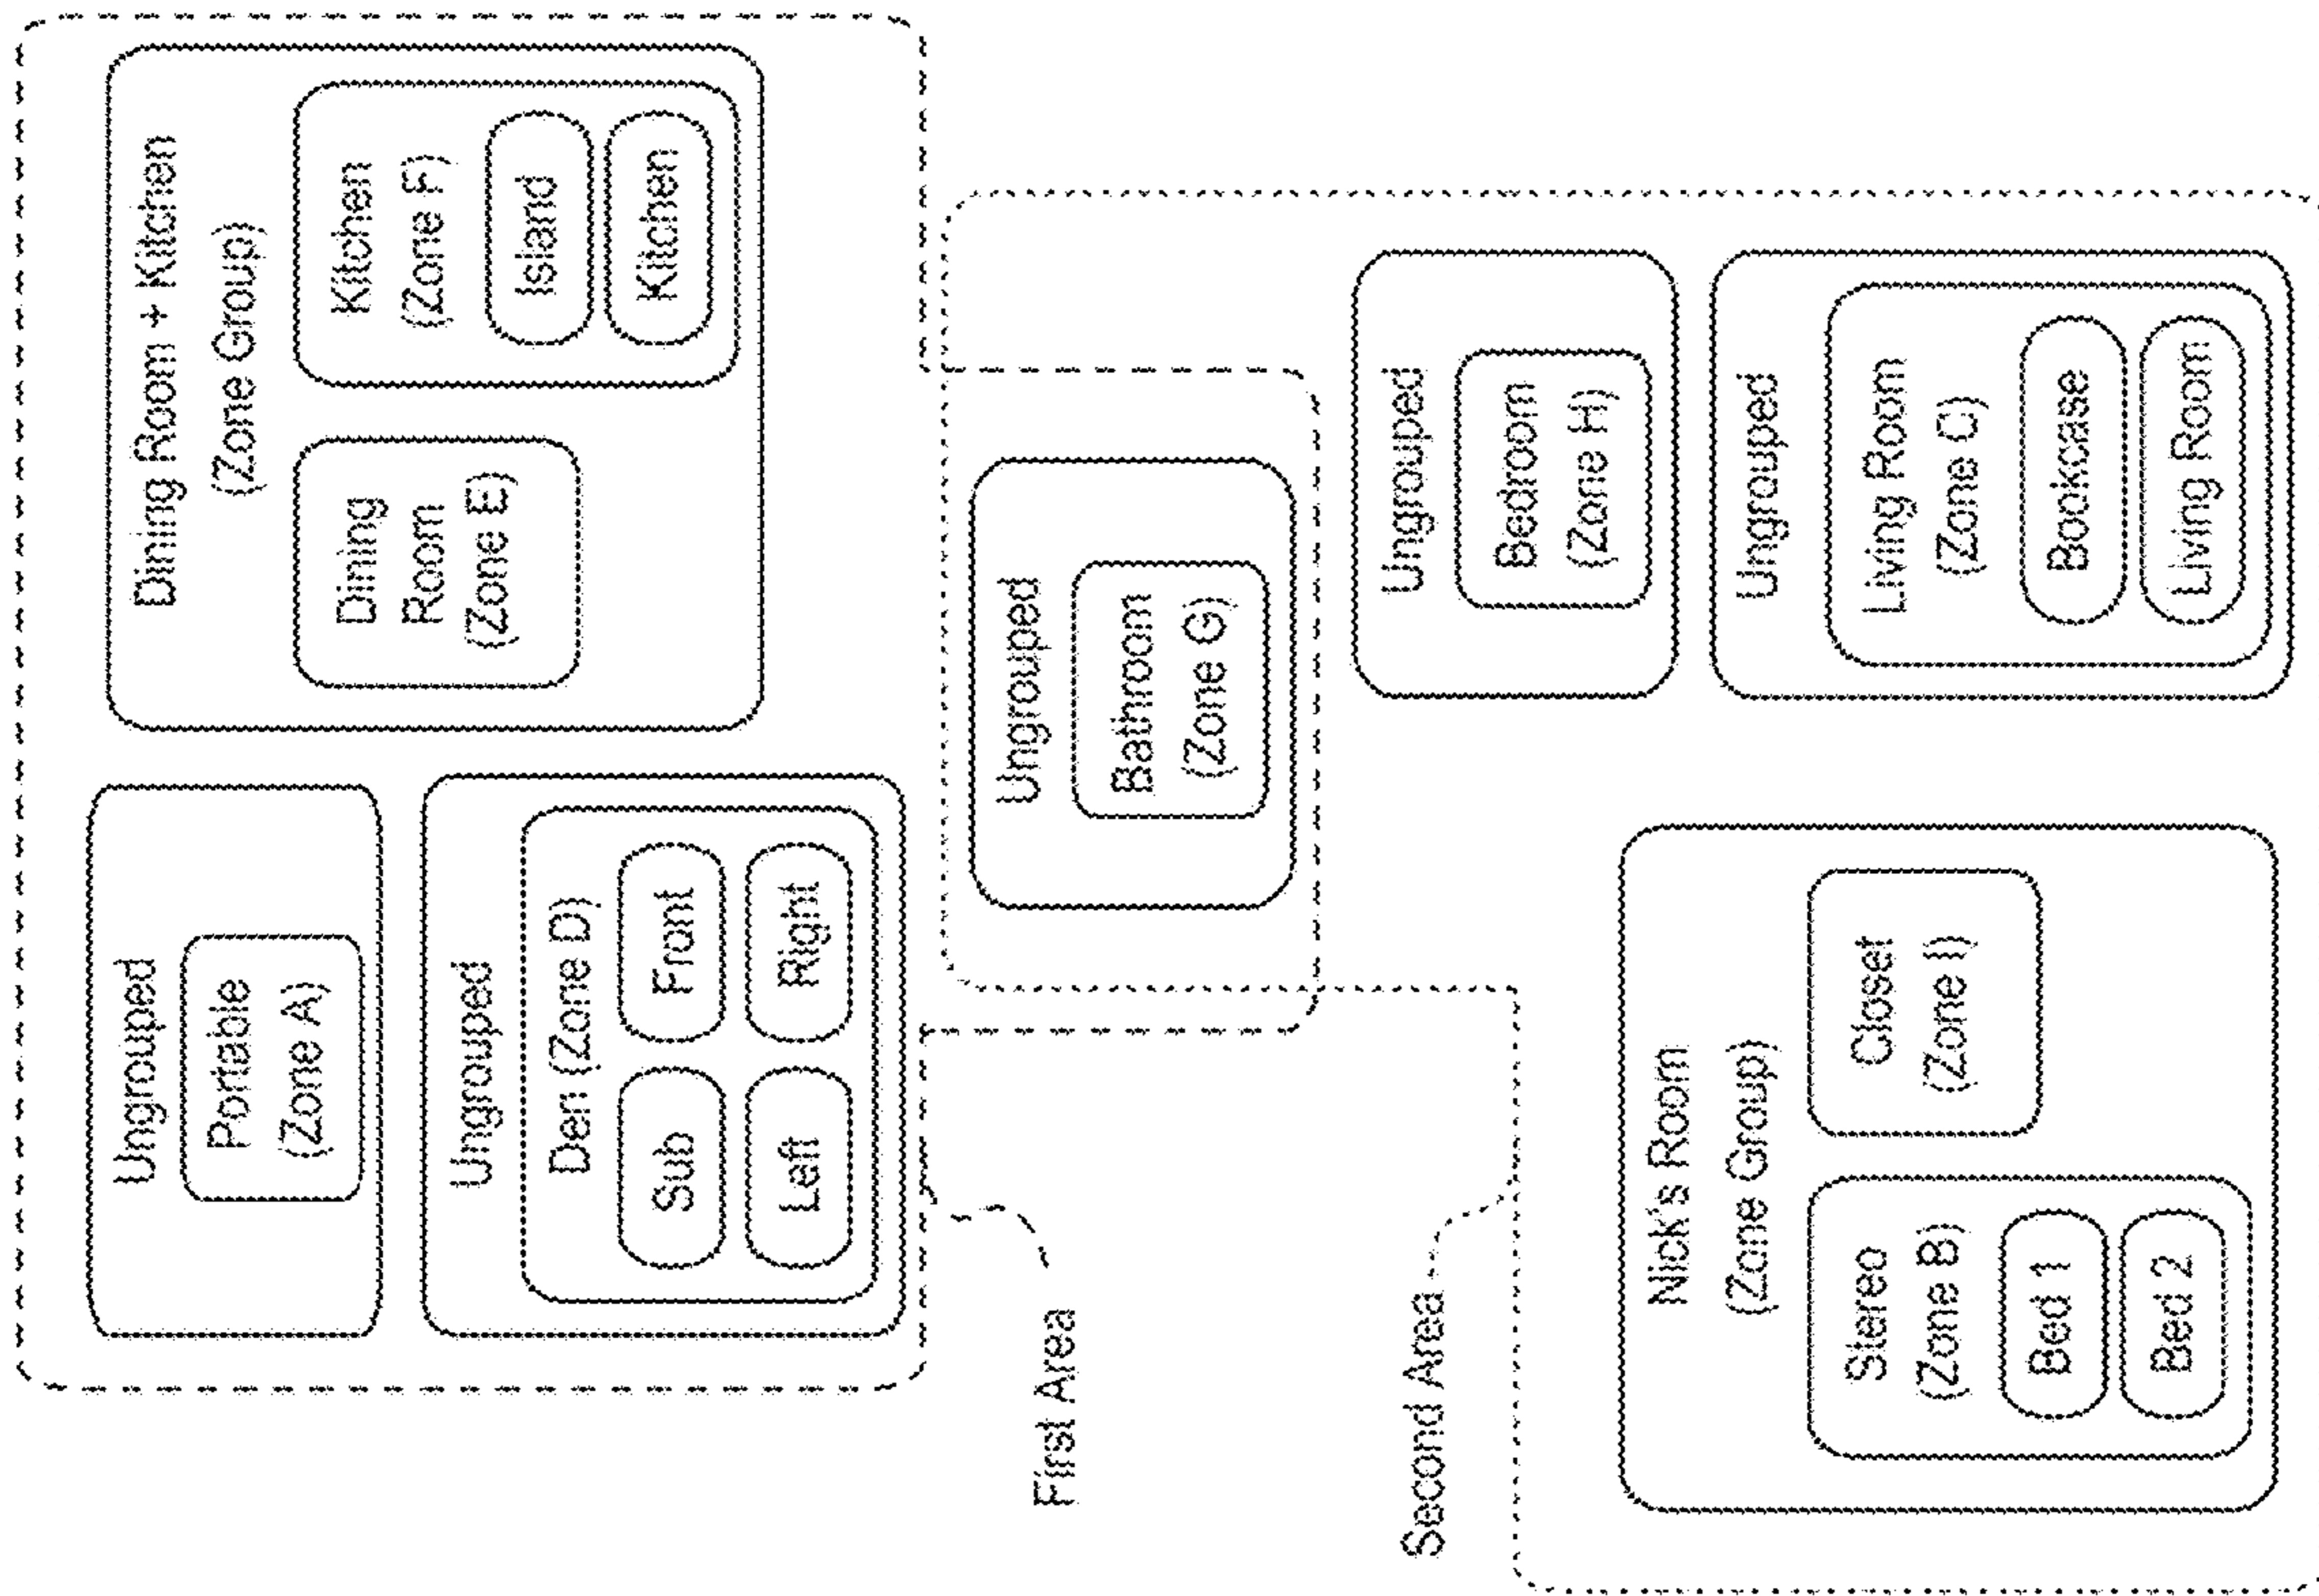 Ungrouped
Portable
(Zone A)
Dining Room + Kitchen
(Zone Group)
Dining
Room
(Zone E)
Kitchen
(Zone F)
Island
Kitchen
Ungrouped
Den (Zone D)
Sub
Front
Left
Right
First Area
Ungrouped
Bathroom
(Zone G)
Second Area
Ungrouped
Bedroom
(Zone H)
Nick's Room
(Zone Group)
Stereo
(Zone B)
Bed 1
Bed 2
Closet
(Zone I)
Ungrouped
Living Room
(Zone C)
Bookcase
Living Room